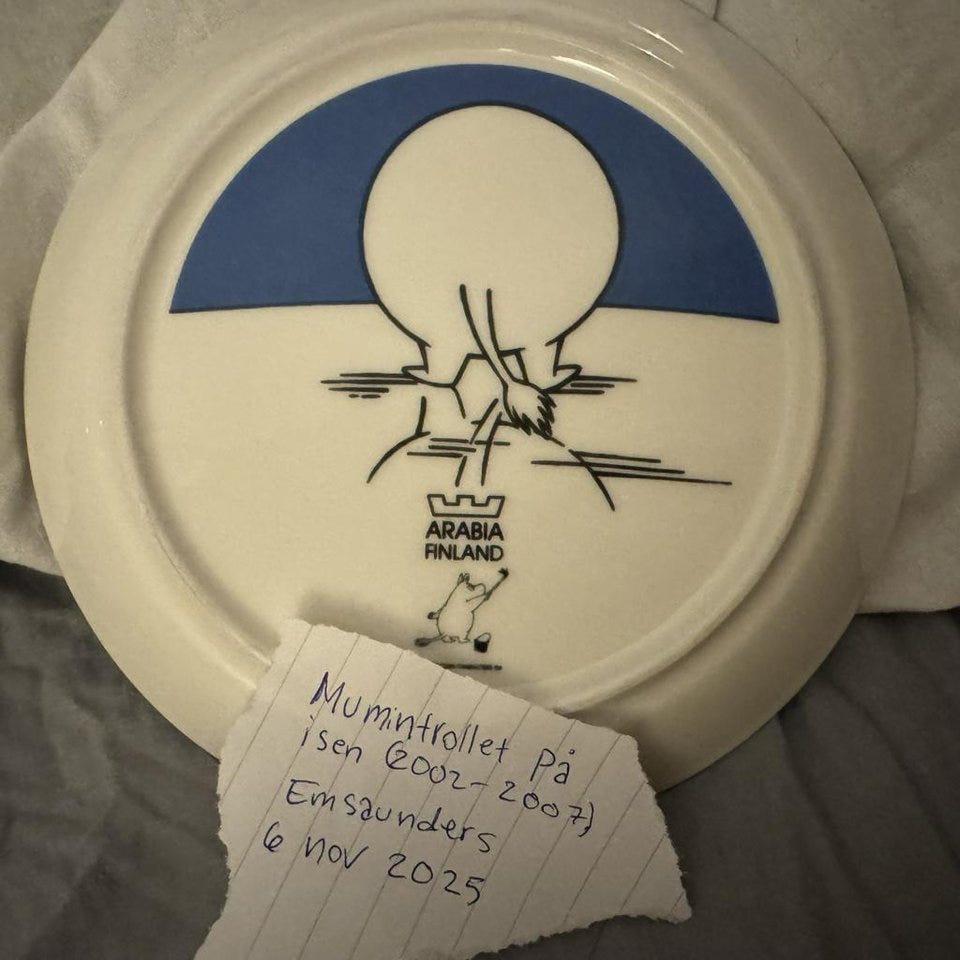 ARABIA
FINLAND
Mumintrollet på
isen (2002-2007)
Emsaunders
6 nov 2025